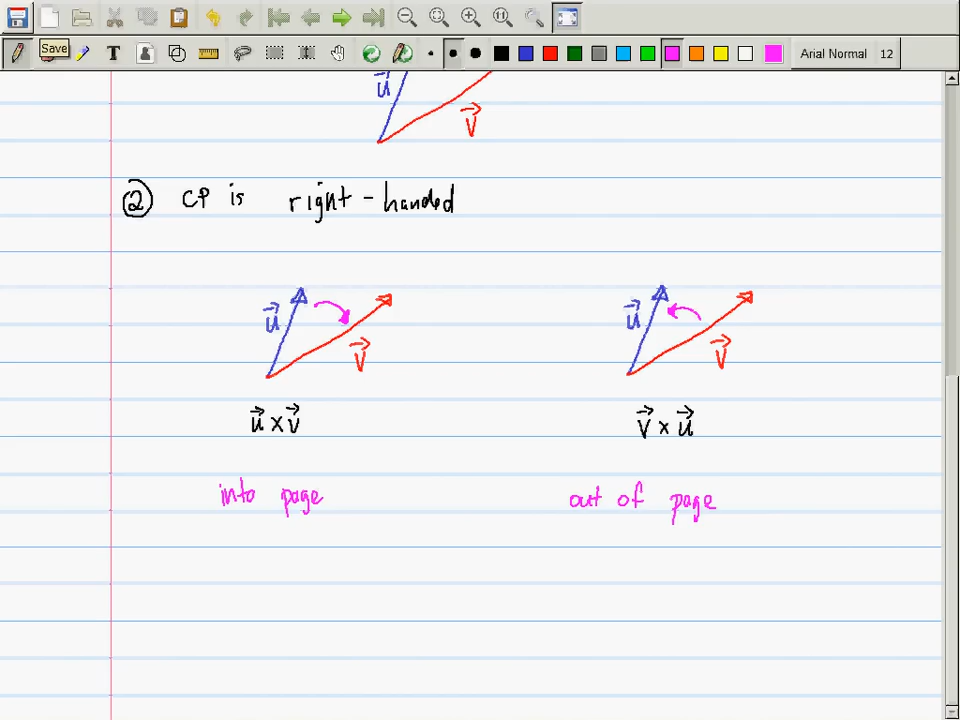 Save
T
Arial Normal 12
u⃗
v⃗
② CP is right-handed
u⃗ v⃗ u⃗ v⃗
u⃗ × v⃗ v⃗ × u⃗
into page out of page